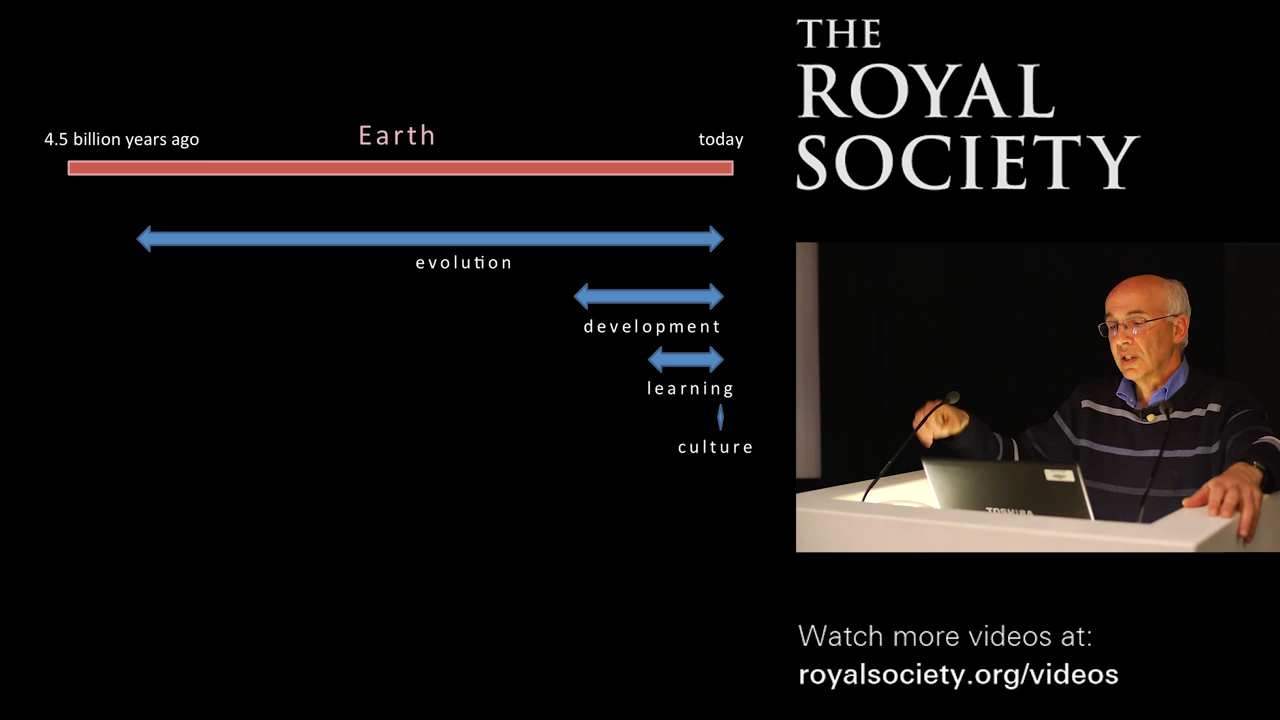 4.5 billion years ago
Earth
today
evolution
development
learning
culture
THE
ROYAL
SOCIETY
TOSHIBA
Watch more videos at:
royalsociety.org/videos